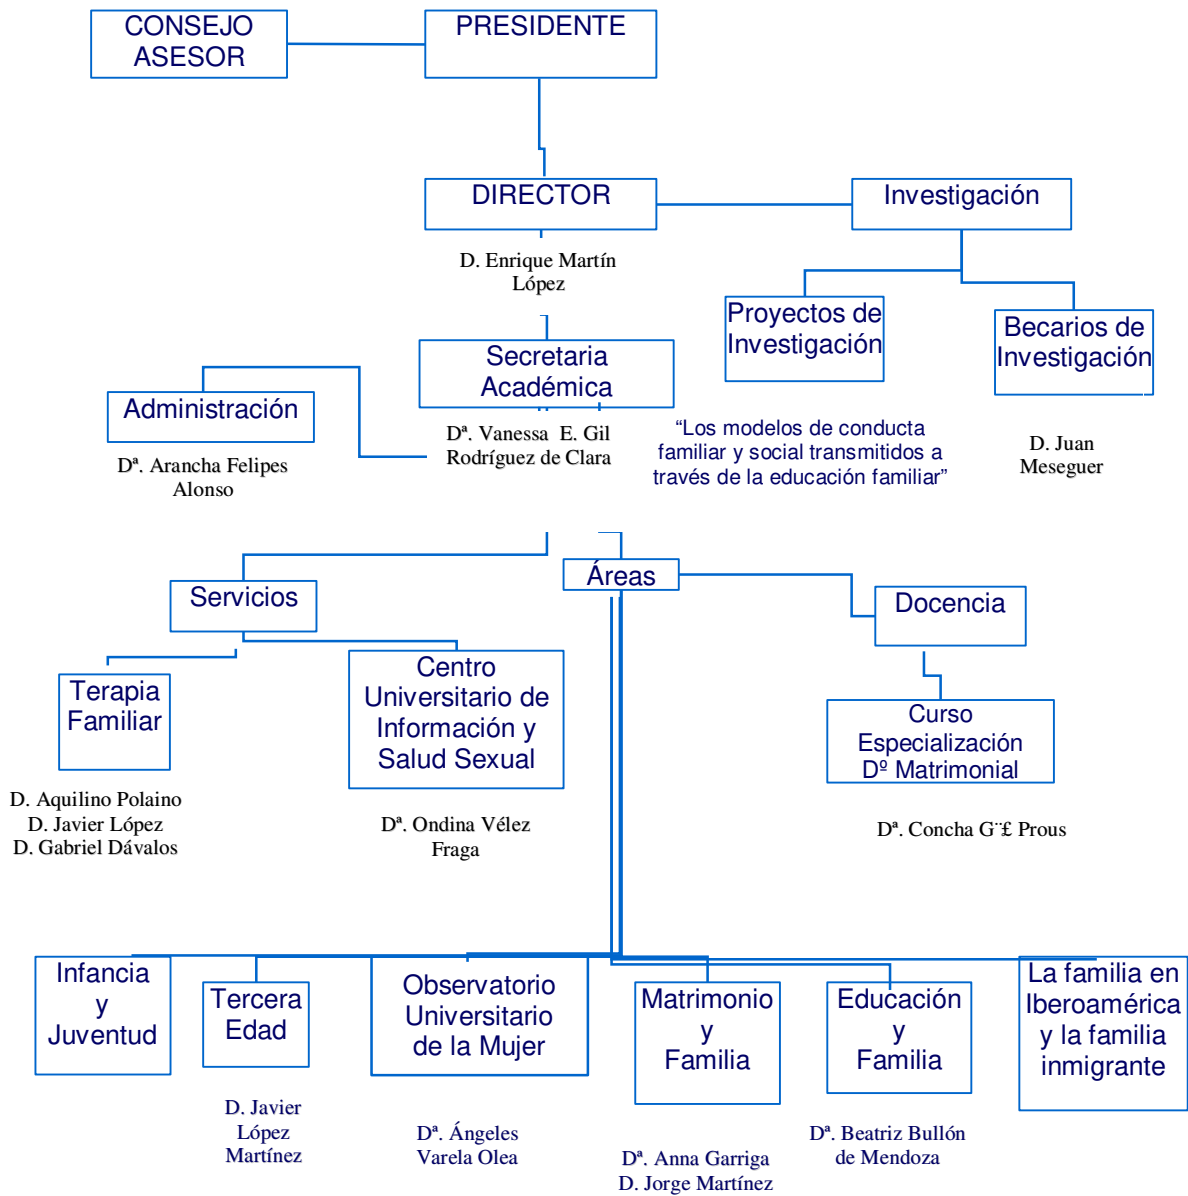 CONSEJO
ASESOR
PRESIDENTE
DIRECTOR
Investigación
D. Enrique Martín
López
Proyectos de
Investigación
Becarios de
Investigación
Secretaria
Académica
Administración
Dª. Vanessa E. Gil
Rodríguez de Clara
“Los modelos de conducta
familiar y social transmitidos a
través de la educación familiar”
D. Juan
Meseguer
Dª. Arancha Felipes
Alonso
Áreas
Servicios
Docencia
Terapia
Familiar
Centro
Universitario de
Información y
Salud Sexual
Curso
Especialización
Dº Matrimonial
D. Aquilino Polaino
D. Javier López
D. Gabriel Dávalos
Dª. Ondina Vélez
Fraga
Dª. Concha G¨£ Prous
Infancia
y
Juventud
Tercera
Edad
Observatorio
Universitario
de la Mujer
Matrimonio
y
Familia
Educación
y
Familia
La familia en
Iberoamérica
y la familia
inmigrante
D. Javier
López
Martínez
Dª. Ángeles
Varela Olea
Dª. Anna Garriga
D. Jorge Martínez
Dª. Beatriz Bullón
de Mendoza